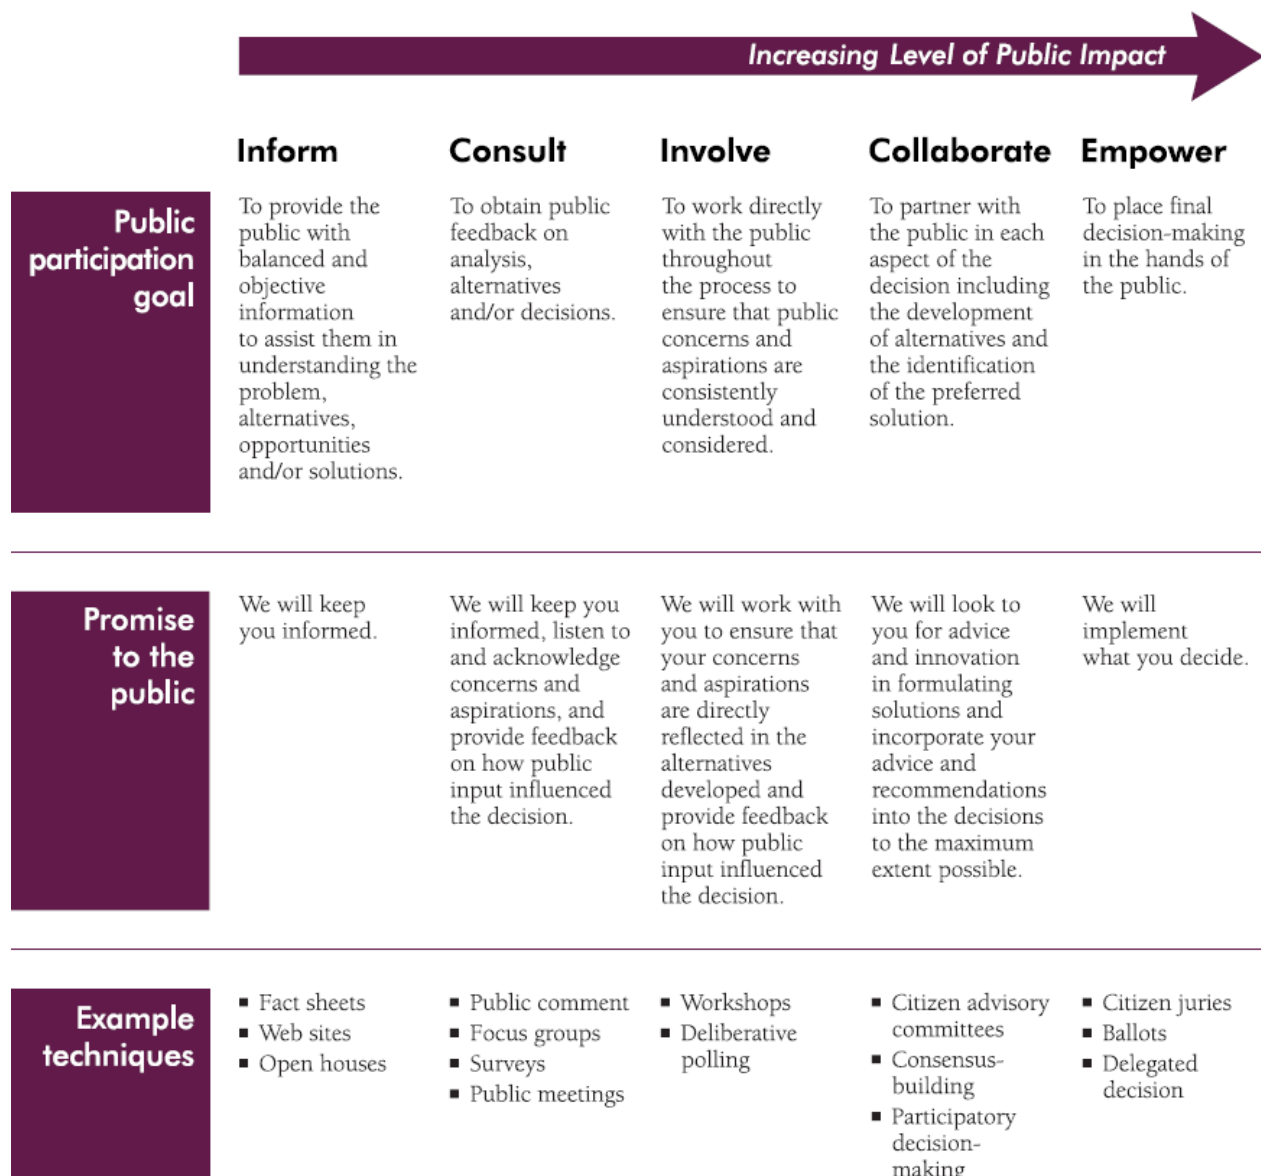 Increasing Level of Public Impact
Inform
Consult
Involve
Collaborate
Empower
Public
participation
goal
To provide the
public with
balanced and
objective
information
to assist them in
understanding the
problem,
alternatives,
opportunities
and/or solutions.
To obtain public
feedback on
analysis,
alternatives
and/or decisions.
To work directly
with the public
throughout
the process to
ensure that public
concerns and
aspirations are
consistently
understood and
considered.
To partner with
the public in each
aspect of the
decision including
the development
of alternatives and
the identification
of the preferred
solution.
To place final
decision-making
in the hands of
the public.
Promise
to the
public
We will keep
you informed.
We will keep you
informed, listen to
and acknowledge
concerns and
aspirations, and
provide feedback
on how public
input influenced
the decision.
We will work with
you to ensure that
your concerns
and aspirations
are directly
reflected in the
alternatives
developed and
provide feedback
on how public
input influenced
the decision.
We will look to
you for advice
and innovation
in formulating
solutions and
incorporate your
advice and
recommendations
into the decisions
to the maximum
extent possible.
We will
implement
what you decide.
Example
techniques
▪ Fact sheets
▪ Web sites
▪ Open houses
▪ Public comment
▪ Focus groups
▪ Surveys
▪ Public meetings
▪ Workshops
▪ Deliberative
polling
▪ Citizen advisory
committees
▪ Consensus-
building
▪ Participatory
decision-
making
▪ Citizen juries
▪ Ballots
▪ Delegated
decision